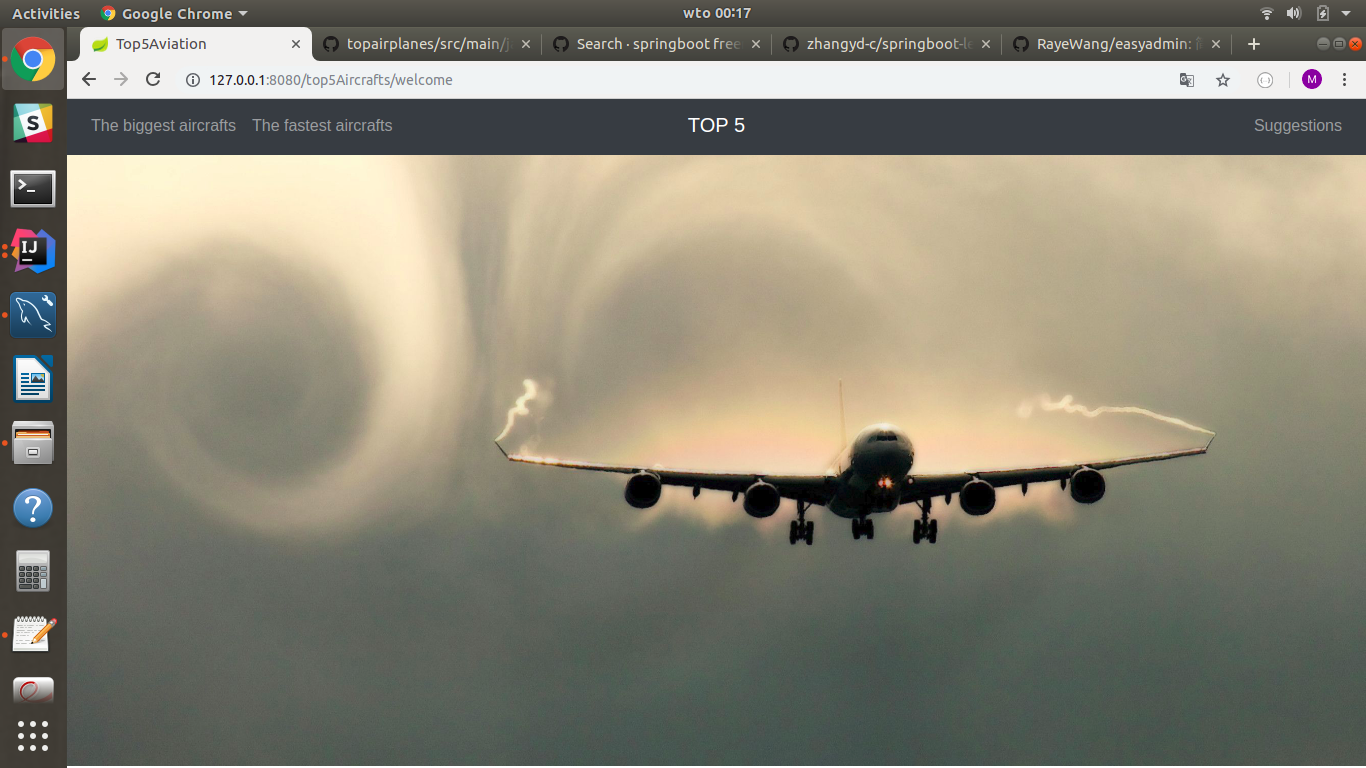 Activities Google Chrome wto 00:17
Top5Aviation topairplanes/src/main/j Search · springboot free zhangyd-c/springboot-le RayeWang/easyadmin:
127.0.0.1:8080/top5Aircrafts/welcome M
The biggest aircrafts The fastest aircrafts TOP 5 Suggestions
S
>_
IJ
?